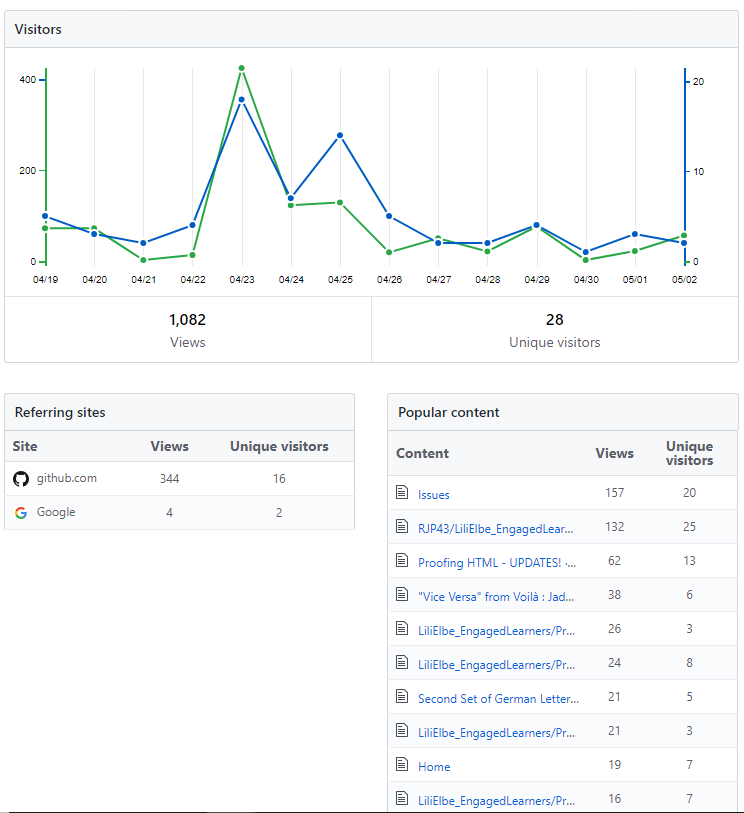 Visitors
400
200
0
20
10
0
04/19 04/20 04/21 04/22 04/23 04/24 04/25 04/26 04/27 04/28 04/29 04/30 05/01 05/02
1,082
Views
28
Unique visitors
Referring sites
Site Views Unique visitors
github.com 344 16
Google 4 2
Popular content
Content Views Unique visitors
Issues 157 20
RJP43/LiliElbe_EngagedLear... 132 25
Proofing HTML - UPDATES! ·... 62 13
"Vice Versa" from Voilà : Jad... 38 6
LiliElbe_EngagedLearners/Pr... 26 3
LiliElbe_EngagedLearners/Pr... 24 8
Second Set of German Letter... 21 5
LiliElbe_EngagedLearners/Pr... 21 3
Home 19 7
LiliElbe_EngagedLearners/Pr... 16 7